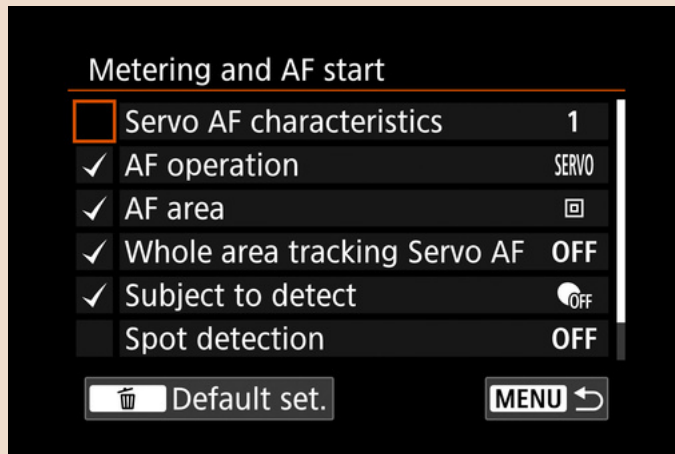 Metering and AF start
Servo AF characteristics 1
AF operation SERVO
AF area
Whole area tracking Servo AF OFF
Subject to detect OFF
Spot detection OFF
Default set. MENU